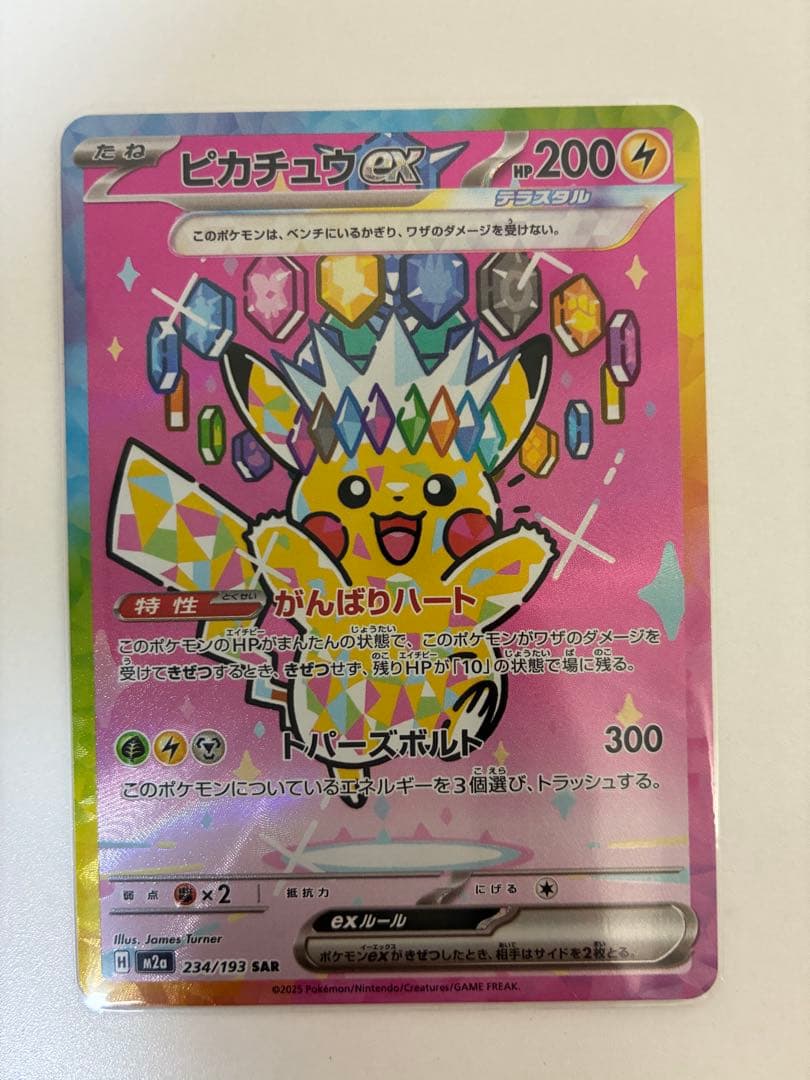 たね ピカチュウex HP200
テラスタル
このポケモンは、ベンチにいるかぎり、ワザのダメージを受けない。
特性 とくせい がんばりハート
このポケモンのHPがまんたんの状態で、このポケモンがワザのダメージを
受けてきぜつするとき、きぜつせず、残りHPが「10」の状態で場に残る。
トパーズボルト 300
このポケモンについているエネルギーを3個選び、トラッシュする。
弱点 ×2 抵抗力 にげる
exルール
ポケモンexがきぜつしたとき、相手はサイドを2枚とる。
Illus. James Turner
H M2a 234/193 SAR
©2025 Pokémon/Nintendo/Creatures/GAME FREAK.